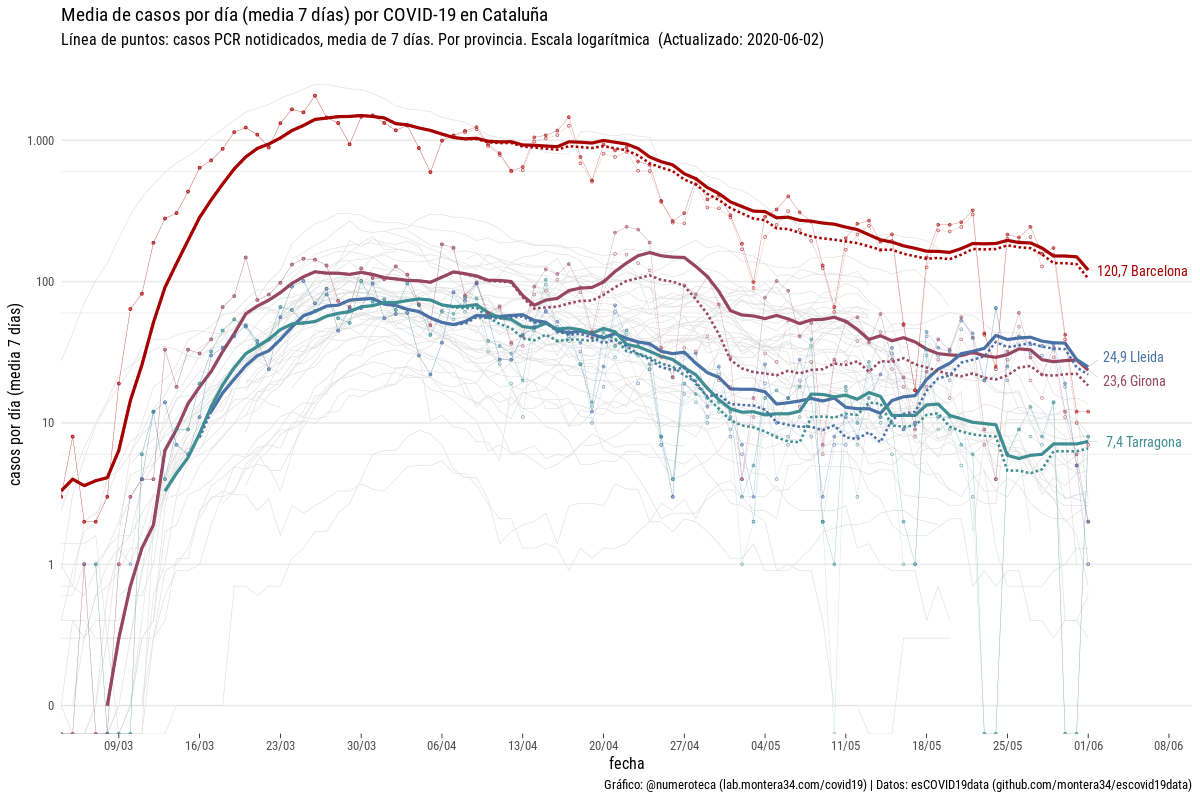 Media de casos por día (media 7 días) por COVID-19 en Cataluña
Línea de puntos: casos PCR notidicados, media de 7 días. Por provincia. Escala logarítmica (Actualizado: 2020-06-02)
casos por día (media 7 días)
1.000
100
10
1
0
120,7 Barcelona
24,9 Lleida
23,6 Girona
7,4 Tarragona
09/03 16/03 23/03 30/03 06/04 13/04 20/04 27/04 04/05 11/05 18/05 25/05 01/06 08/06
fecha
Gráfico: @numeroteca (lab.montera34.com/covid19) | Datos: esCOVID19data (github.com/montera34/escovid19data)